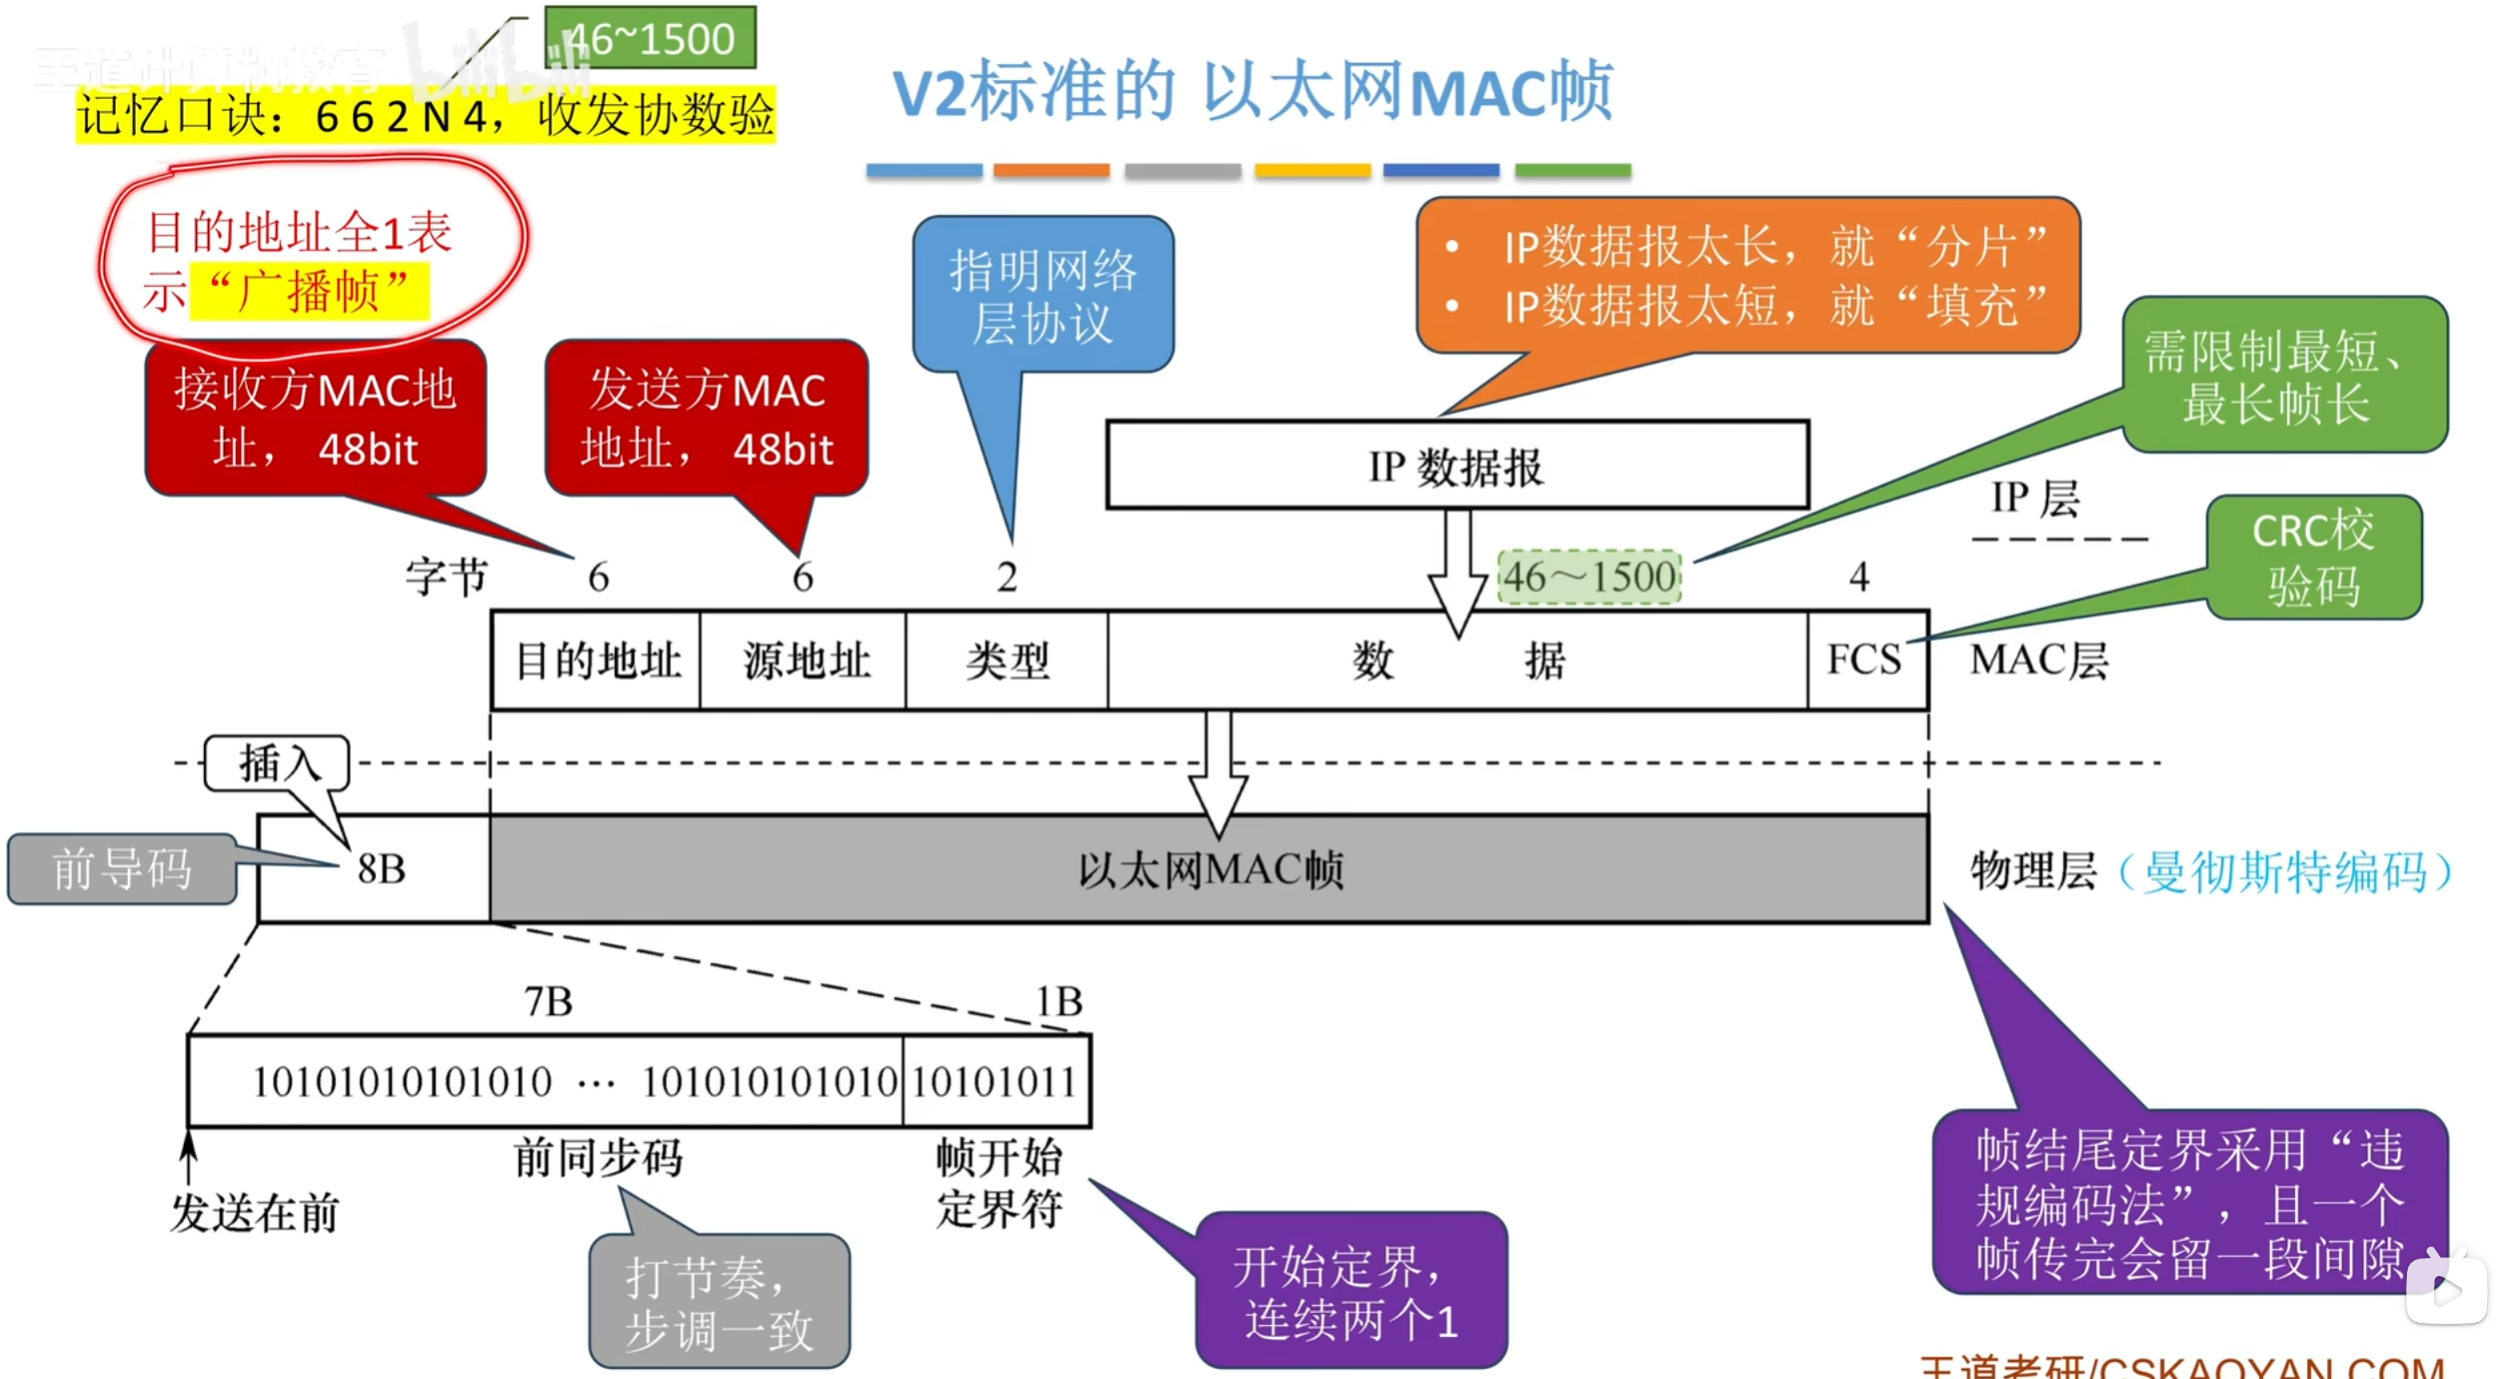 46~1500
王道计算机教育
bilibili
记忆口诀：6 6 2 N 4，收发协数验
V2标准的 以太网MAC帧
目的地址全1表
示“广播帧”
指明网络
层协议
• IP数据报太长，就“分片”
• IP数据报太短，就“填充”
需限制最短、
最长帧长
接收方MAC地
址，48bit
发送方MAC
地址，48bit
IP 数据报
IP 层
CRC校
验码
字节 6 6 2 46～1500 4
目的地址 源地址 类型 数 据 FCS MAC层
插入
前导码
8B 以太网MAC帧 物理层（曼彻斯特编码）
7B 1B
10101010101010 ··· 101010101010 10101011
前同步码
帧开始
定界符
发送在前
打节奏，
步调一致
开始定界，
连续两个1
帧结尾定界采用“违
规编码法”，且一个
帧传完会留一段间隙
王道考研/CSKAOYAN.COM